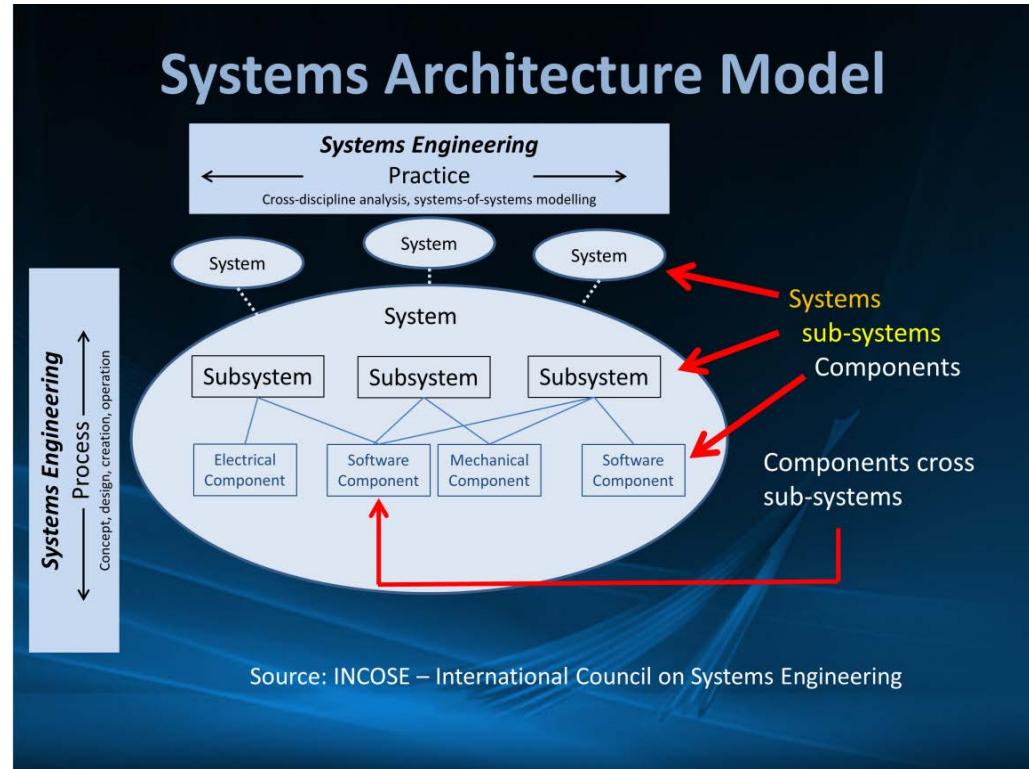 Systems Architecture Model
Systems Engineering
Practice
Cross-discipline analysis, systems-of-systems modelling
System
System
System
System
Subsystem
Subsystem
Subsystem
Electrical
Component
Software
Component
Mechanical
Component
Software
Component
Systems Engineering
Process
Concept, design, creation, operation
Systems
sub-systems
Components
Components cross
sub-systems
Source: INCOSE – International Council on Systems Engineering